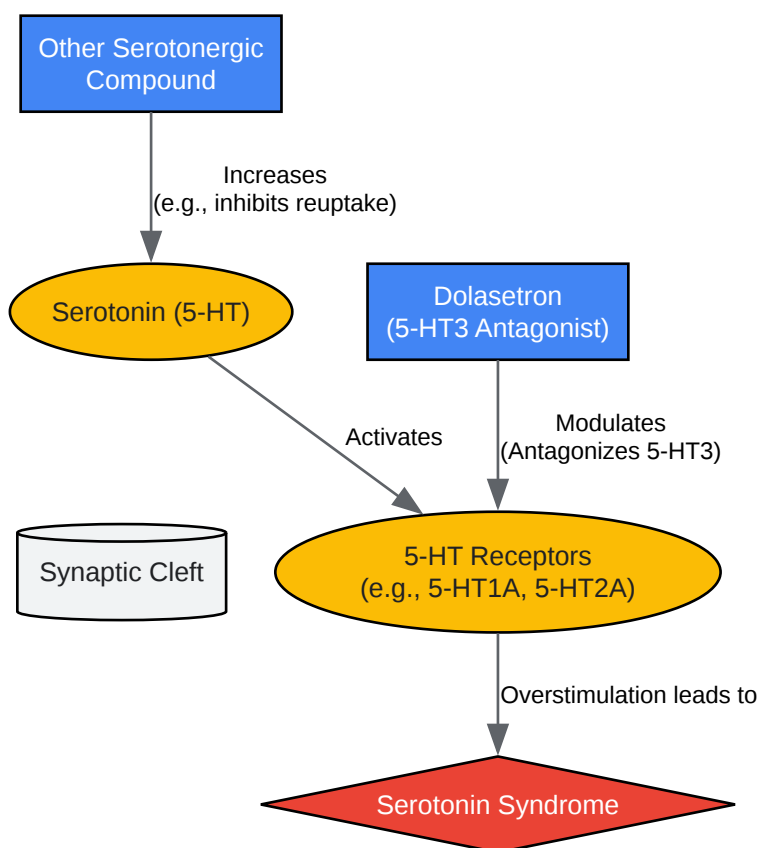 Other Serotonergic
Compound
Increases
(e.g., inhibits reuptake)
Serotonin (5-HT)
Dolasetron
(5-HT3 Antagonist)
Activates
Modulates
(Antagonizes 5-HT3)
Synaptic Cleft
5-HT Receptors
(e.g., 5-HT1A, 5-HT2A)
Overstimulation leads to
Serotonin Syndrome